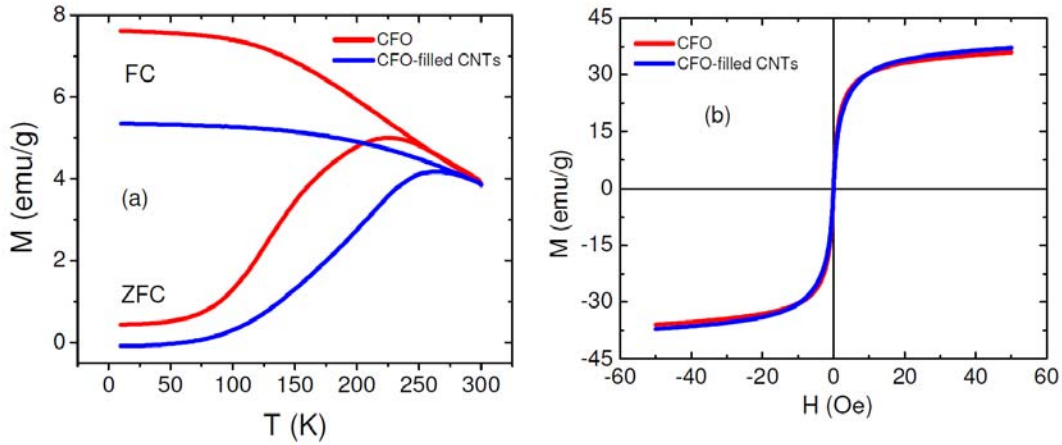 8
6
4
2
0
M (emu/g)
FC
ZFC
(a)
CFO
CFO-filled CNTs
0 50 100 150 200 250 300
T (K)
45
30
15
0
-15
-30
-45
M (emu/g)
CFO
CFO-filled CNTs
(b)
-60 -40 -20 0 20 40 60
H (Oe)